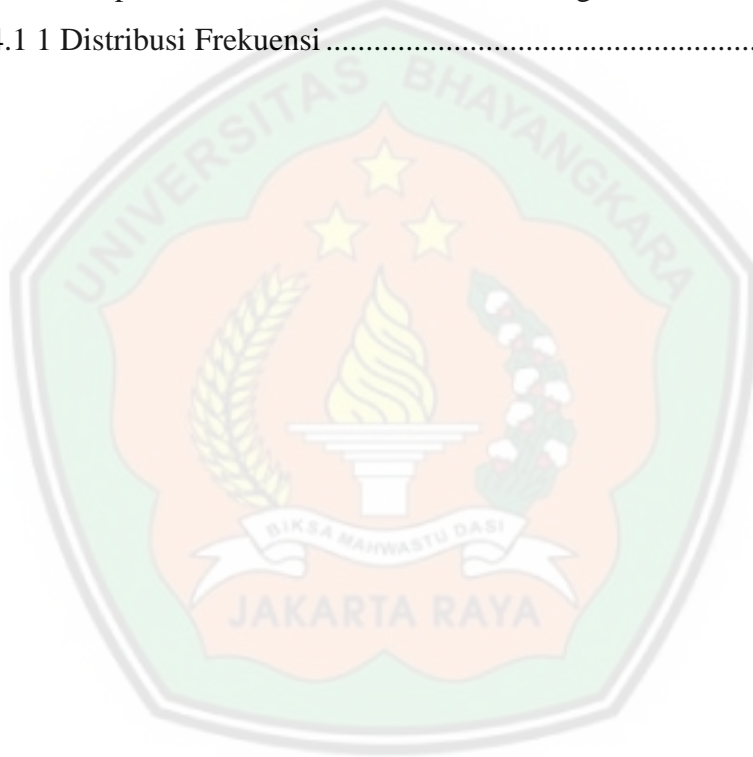 4.1 1 Distribusi Frekuensi ......................................................
UNIVERSITAS BHAYANGKARA
BIKSA MAHWASTU DASI
JAKARTA RAYA